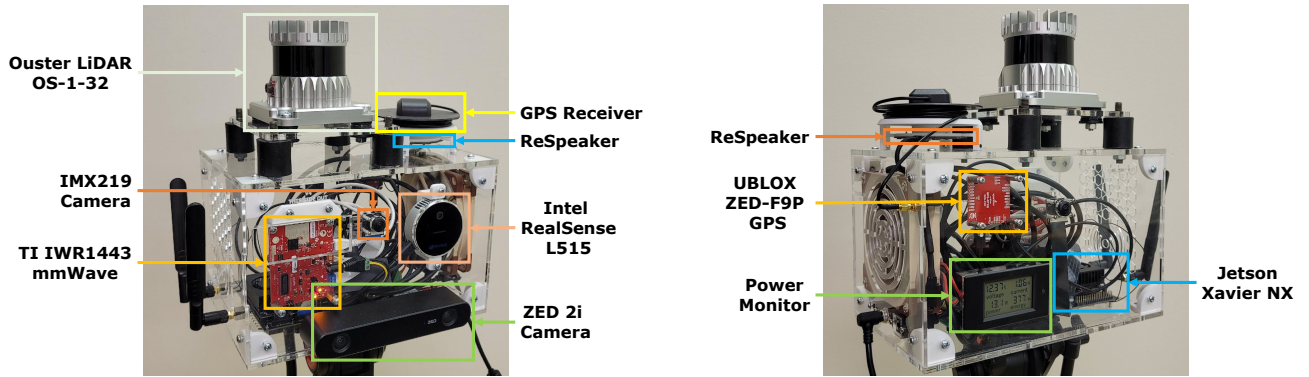 Ouster LiDAR
OS-1-32
GPS Receiver
ReSpeaker
IMX219
Camera
Intel
RealSense
L515
TI IWR1443
mmWave
ZED 2i
Camera
ReSpeaker
UBLOX
ZED-F9P
GPS
Power
Monitor
Jetson
Xavier NX